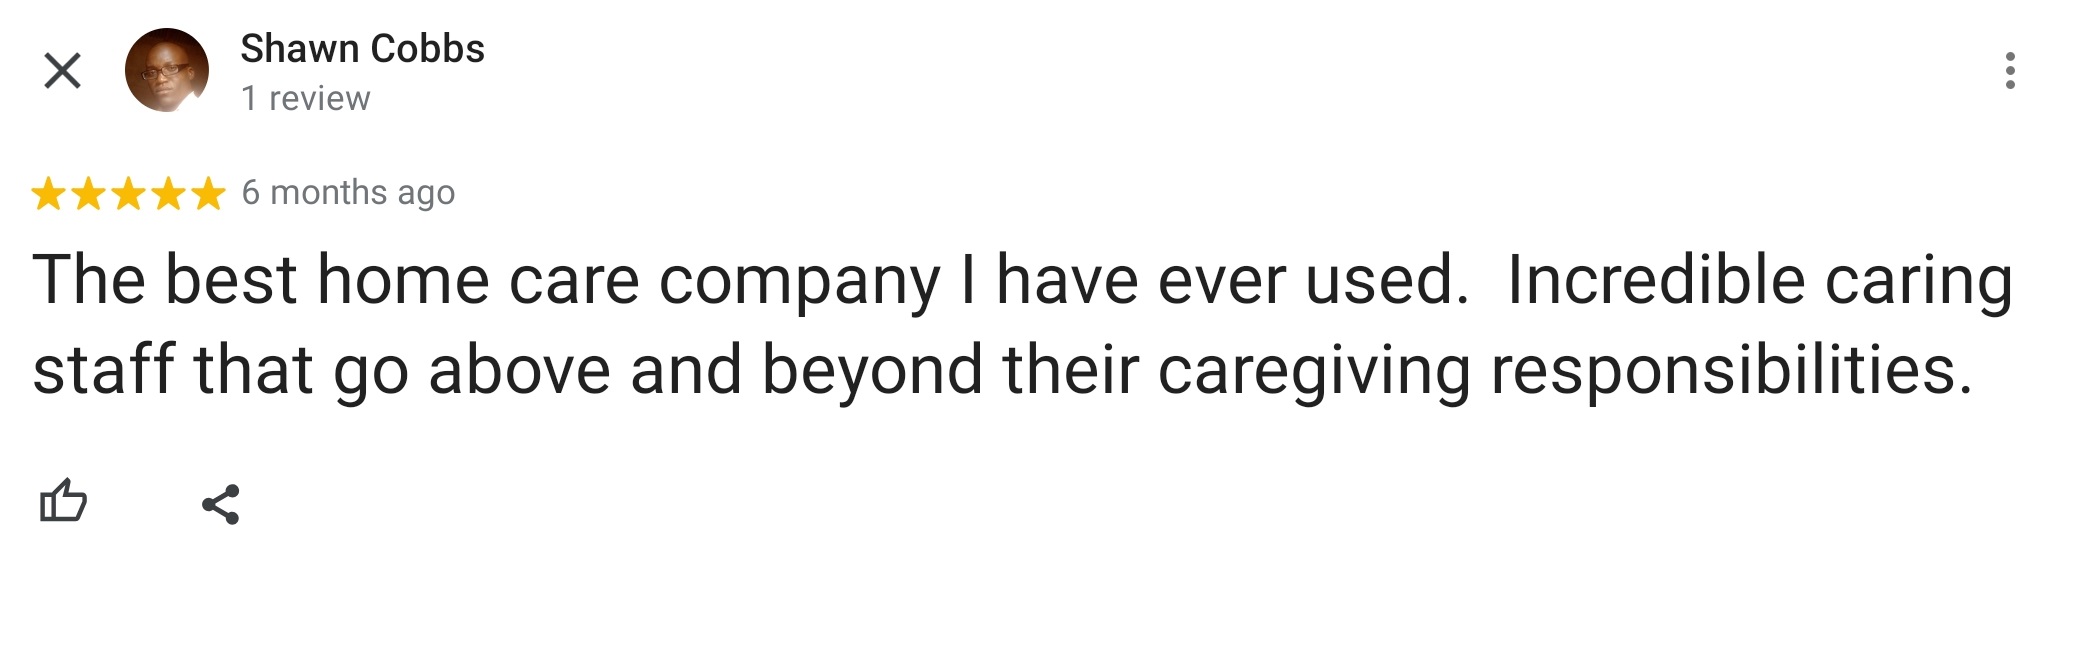 Shawn Cobbs
1 review
6 months ago
The best home care company I have ever used.  Incredible caring
staff that go above and beyond their caregiving responsibilities.